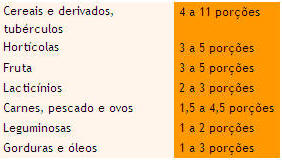 Cereais e derivados, 4 a 11 porções
tubérculos
Hortícolas 3 a 5 porções
Fruta 3 a 5 porções
Lacticínios 2 a 3 porções
Carnes, pescado e ovos 1,5 a 4,5 porções
Leguminosas 1 a 2 porções
Gorduras e óleos 1 a 3 porções